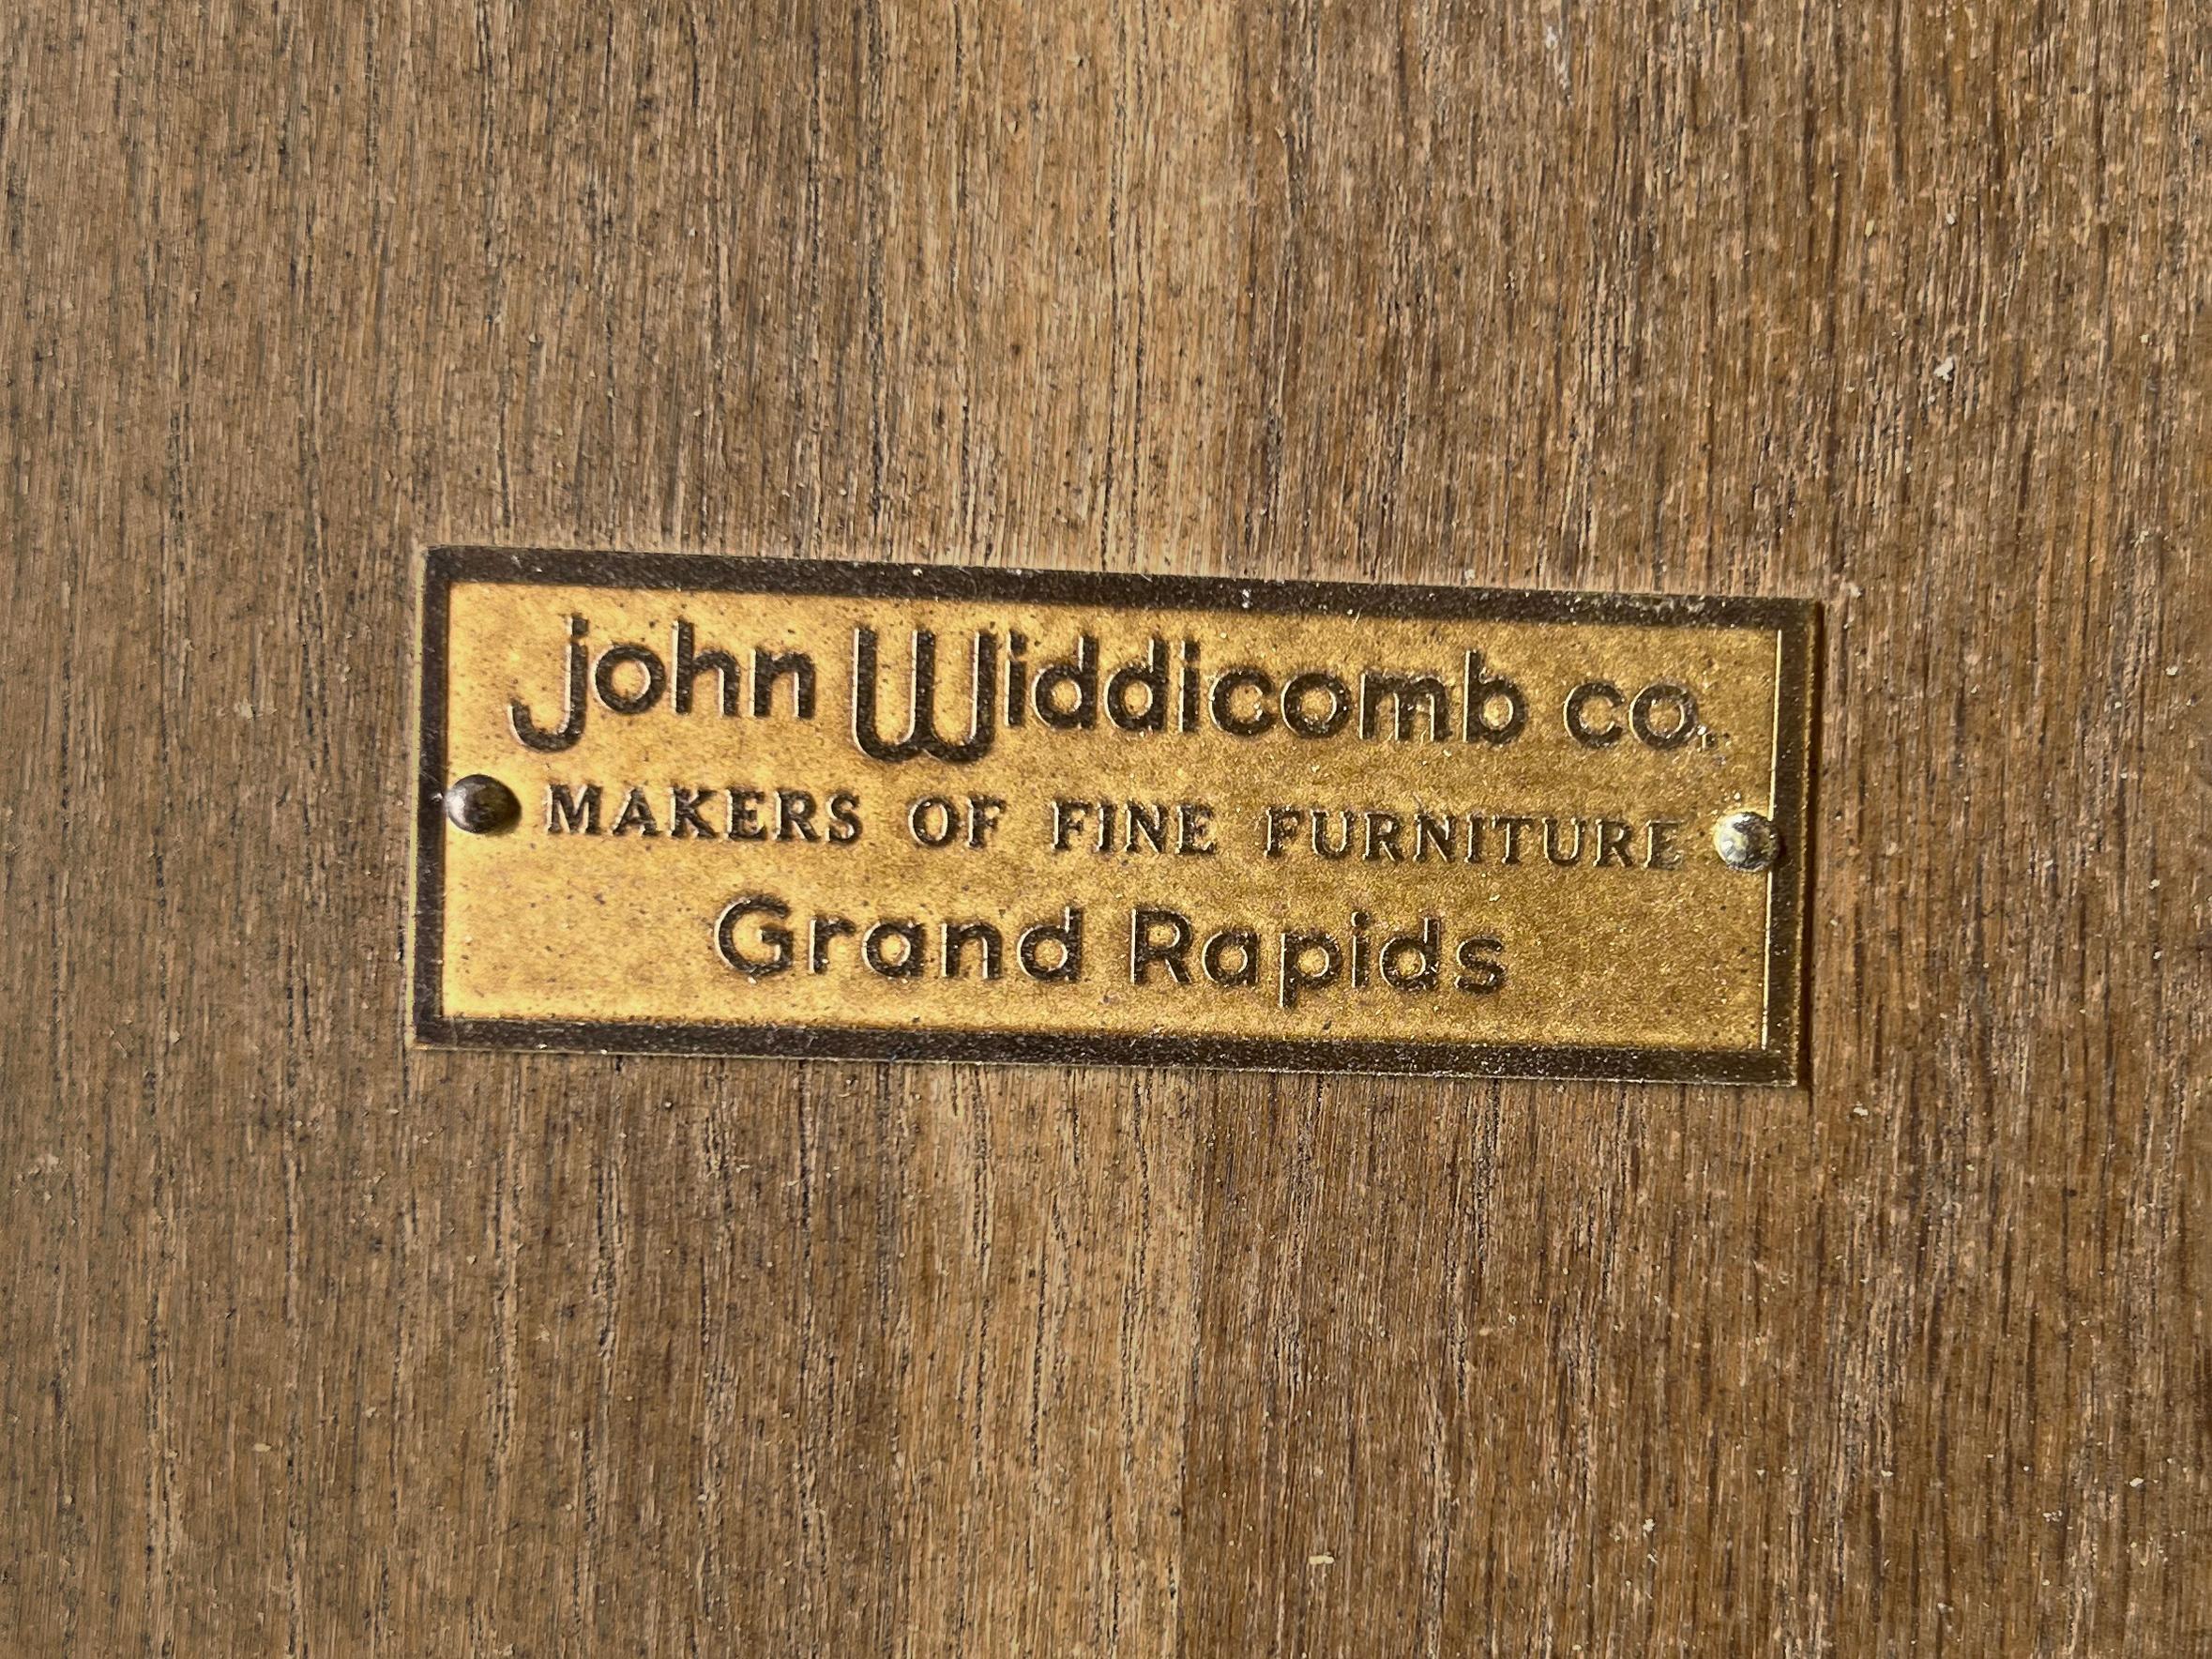 john Widdicomb co.
MAKERS OF FINE FURNITURE
Grand Rapids